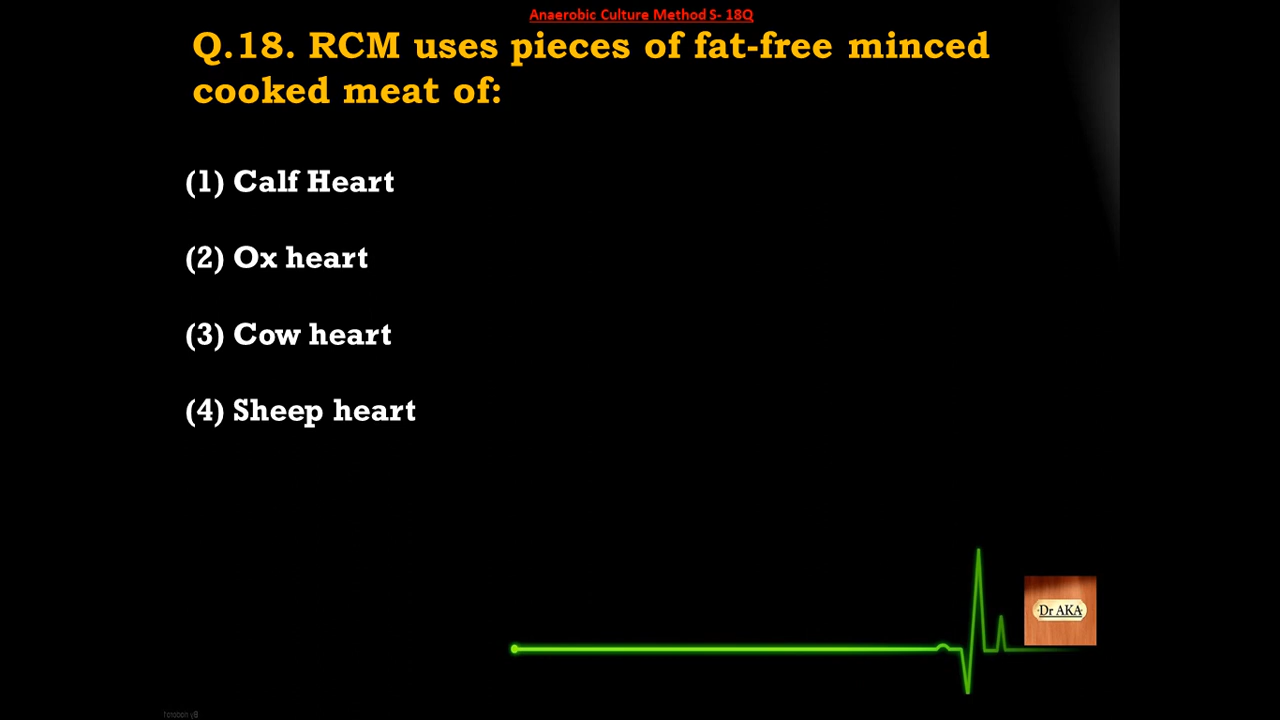 Anaerobic Culture Method S- 18Q
Q.18. RCM uses pieces of fat-free minced
cooked meat of:
(1) Calf Heart
(2) Ox heart
(3) Cow heart
(4) Sheep heart
Dr AKA